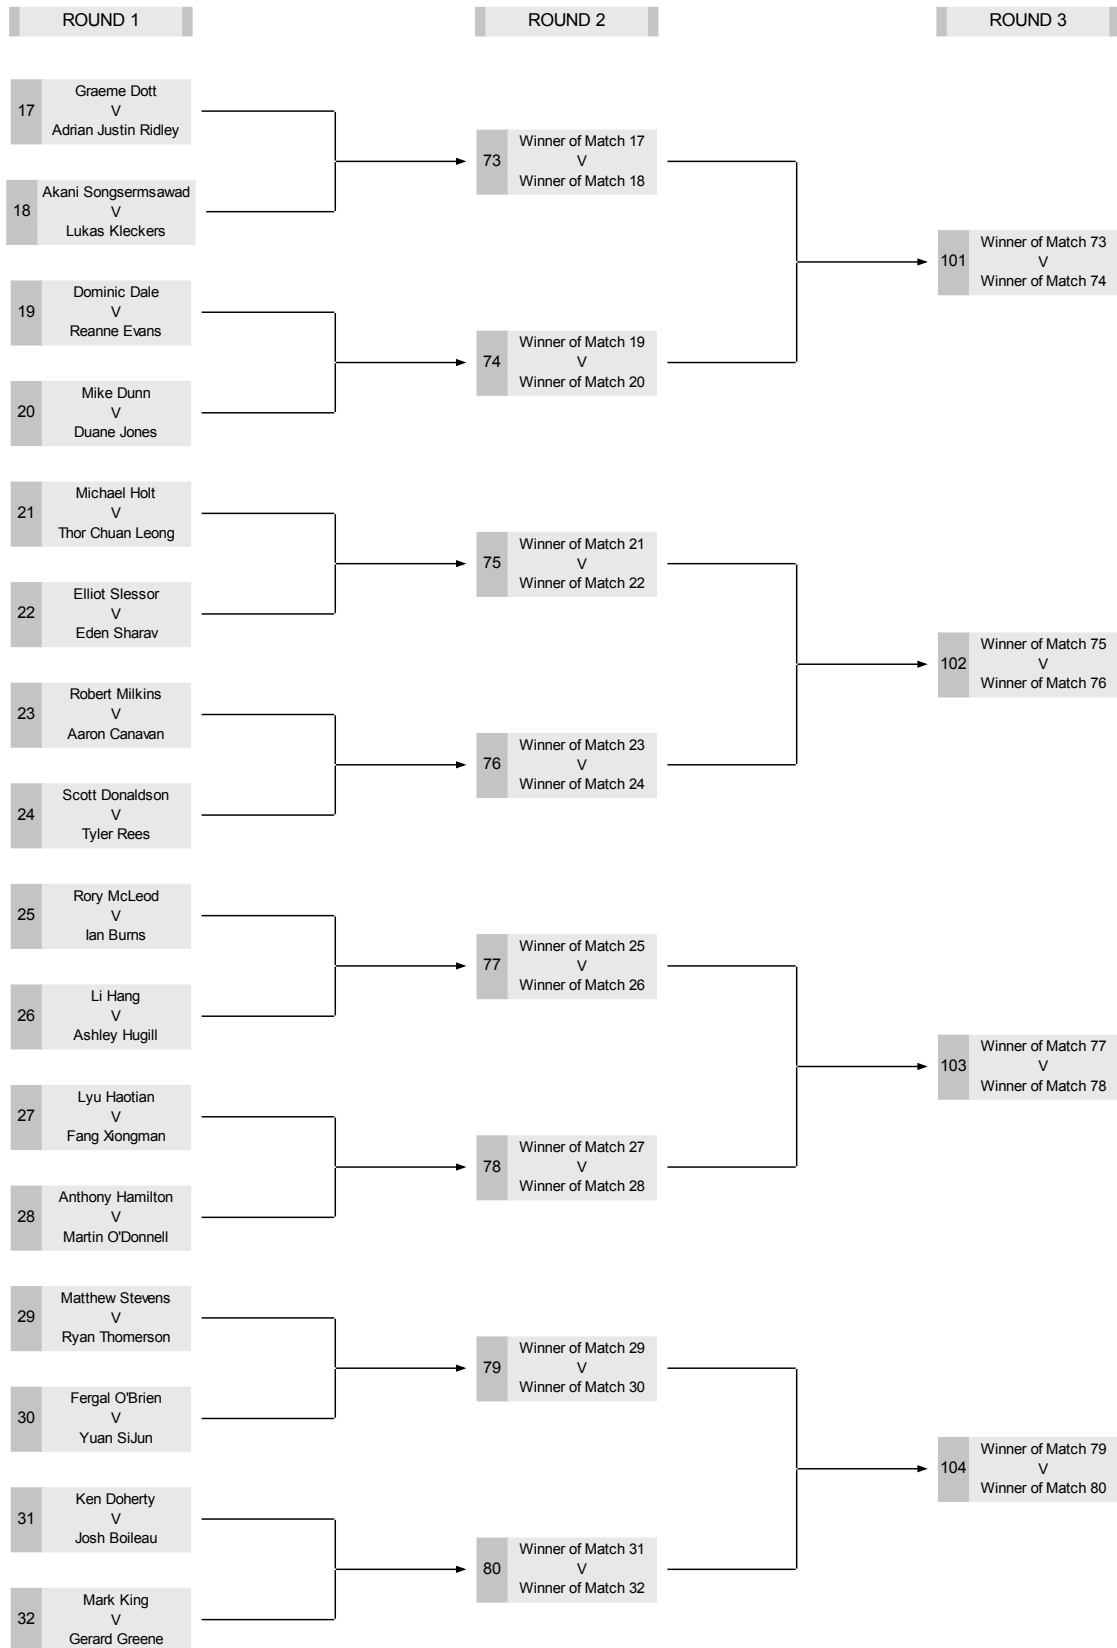 ROUND 1
ROUND 2
ROUND 3
17
Graeme Dott
V
Adrian Justin Ridley
18
Akani Songsermsawad
V
Lukas Kleckers
19
Dominic Dale
V
Reanne Evans
20
Mike Dunn
V
Duane Jones
21
Michael Holt
V
Thor Chuan Leong
22
Elliot Slessor
V
Eden Sharav
23
Robert Milkins
V
Aaron Canavan
24
Scott Donaldson
V
Tyler Rees
25
Rory McLeod
V
Ian Burns
26
Li Hang
V
Ashley Hugill
27
Lyu Haotian
V
Fang Xiongman
28
Anthony Hamilton
V
Martin O'Donnell
29
Matthew Stevens
V
Ryan Thomerson
30
Fergal O'Brien
V
Yuan SiJun
31
Ken Doherty
V
Josh Boileau
32
Mark King
V
Gerard Greene
73
Winner of Match 17
V
Winner of Match 18
74
Winner of Match 19
V
Winner of Match 20
75
Winner of Match 21
V
Winner of Match 22
76
Winner of Match 23
V
Winner of Match 24
77
Winner of Match 25
V
Winner of Match 26
78
Winner of Match 27
V
Winner of Match 28
79
Winner of Match 29
V
Winner of Match 30
80
Winner of Match 31
V
Winner of Match 32
101
Winner of Match 73
V
Winner of Match 74
102
Winner of Match 75
V
Winner of Match 76
103
Winner of Match 77
V
Winner of Match 78
104
Winner of Match 79
V
Winner of Match 80